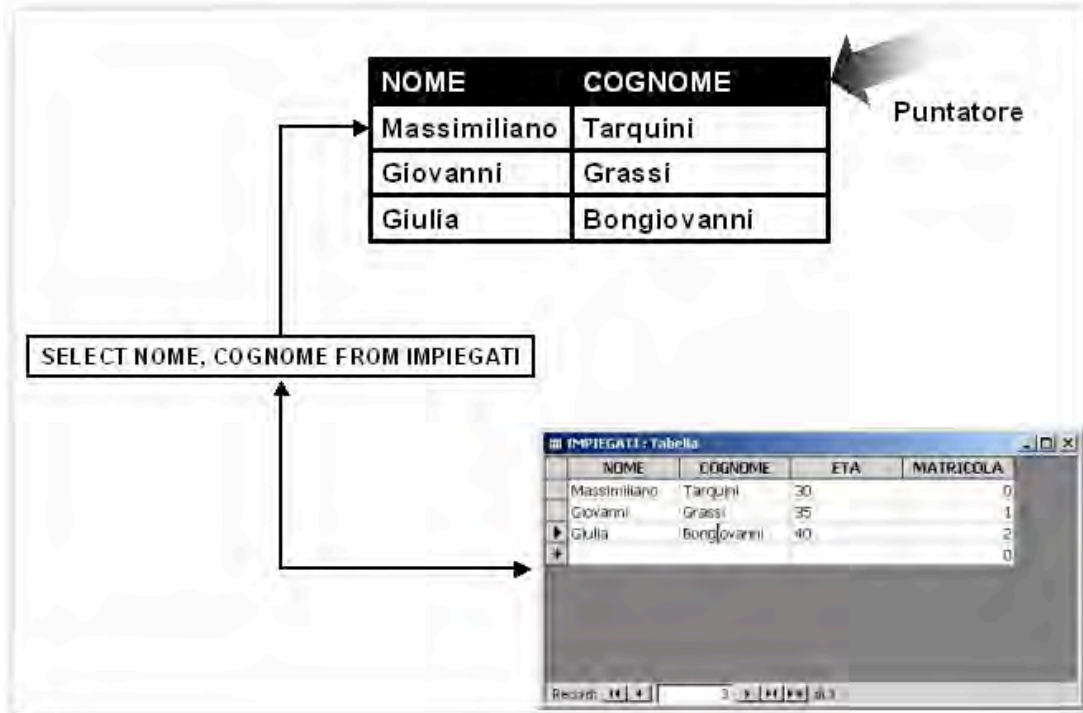 NOME COGNOME
Puntatore
Massimiliano Tarquini
Giovanni Grassi
Giulia Bongiovanni
SELECT NOME, COGNOME FROM IMPIEGATI
IMPIEGATI : Tabella
NOME COGNOME ETA MATRICOLA
Massimiliano Tarquini 30 0
Giovanni Grassi 35 1
Giulia Bongiovanni 40 2
0
Record: 3 di 3